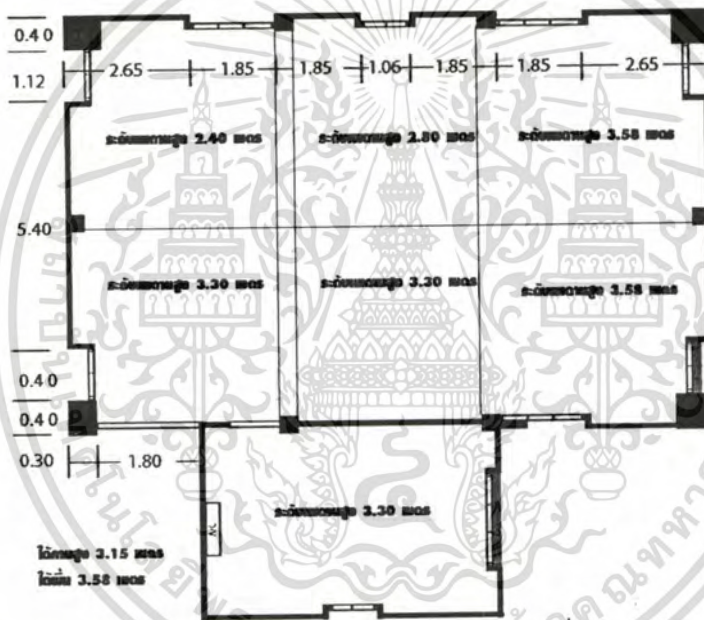 0.40
2.65 1.85 1.85 1.06 1.85 1.85 2.65
1.12
ระดับเพดานสูง 2.40 เมตร ระดับเพดานสูง 2.80 เมตร ระดับเพดานสูง 3.58 เมตร
5.40
ระดับเพดานสูง 3.30 เมตร ระดับเพดานสูง 3.30 เมตร ระดับเพดานสูง 3.58 เมตร
0.40
0.40
0.30 1.80
ระดับเพดานสูง 3.30 เมตร
ใต้คานสูง 3.15 เมตร
ใต้พื้น 3.58 เมตร